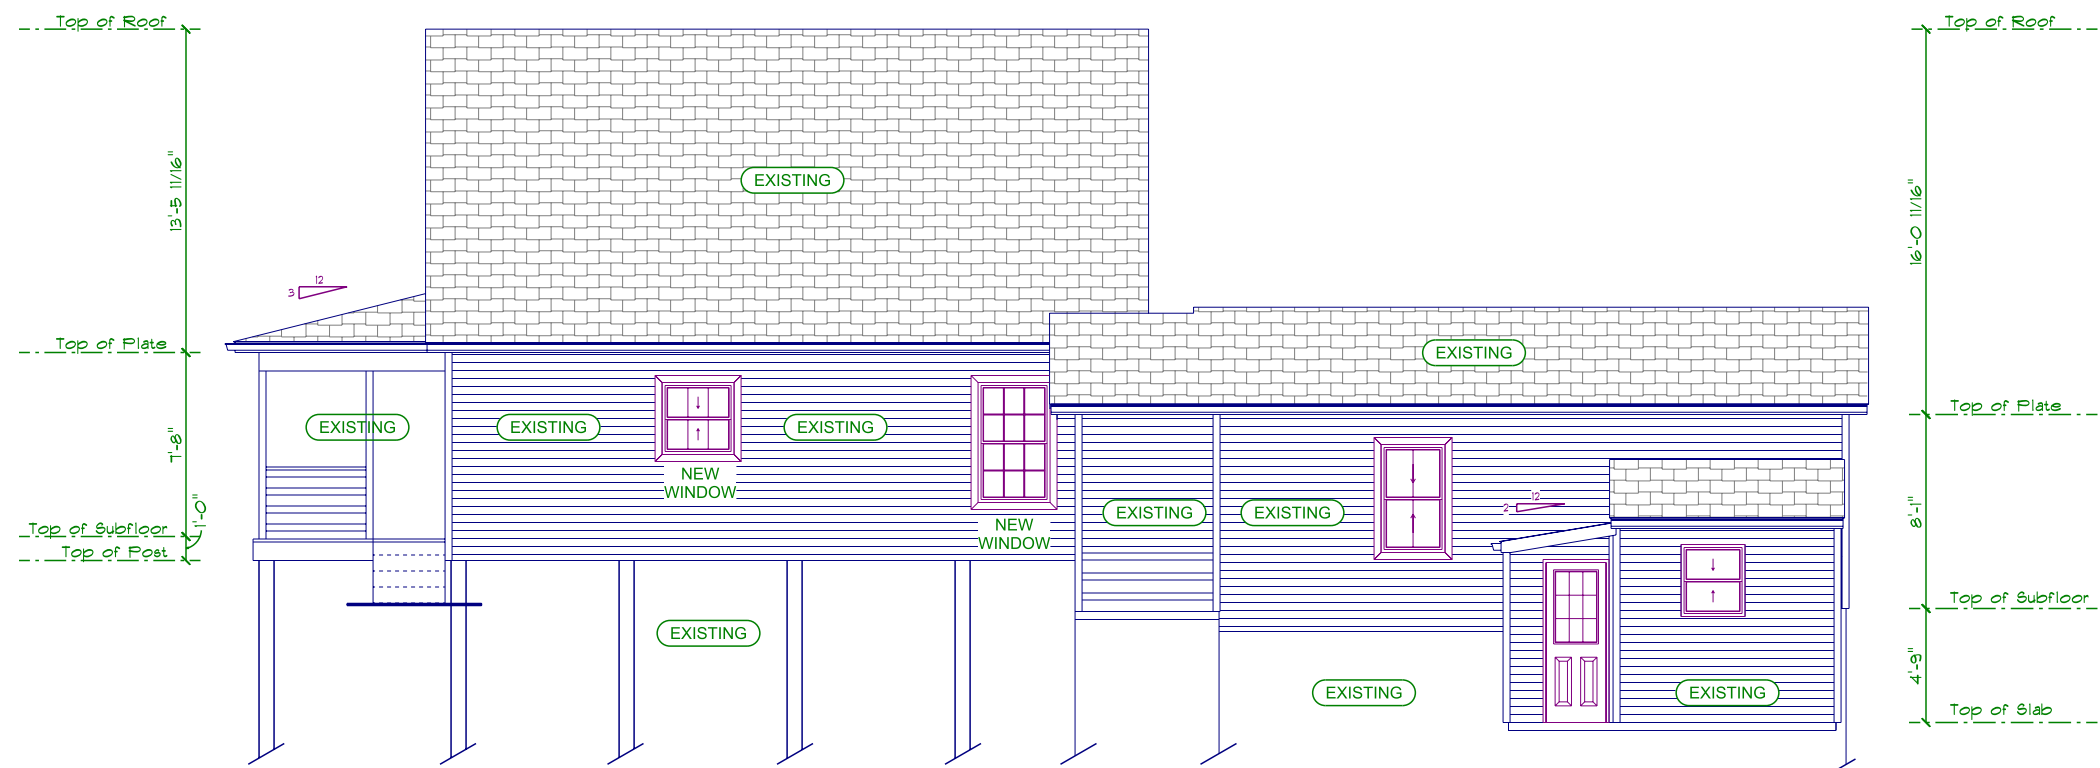 Top of Roof
Top of Roof
13'-5 11/16"
EXISTING
16'-0 11/16"
12
3
Top of Plate
EXISTING
Top of Plate
7'-8"
EXISTING
EXISTING
EXISTING
NEW
WINDOW
12
2
1'-0"
EXISTING
EXISTING
8'-1"
Top of Subfloor
NEW
WINDOW
Top of Post
Top of Subfloor
EXISTING
4'-9"
EXISTING
EXISTING
Top of Slab